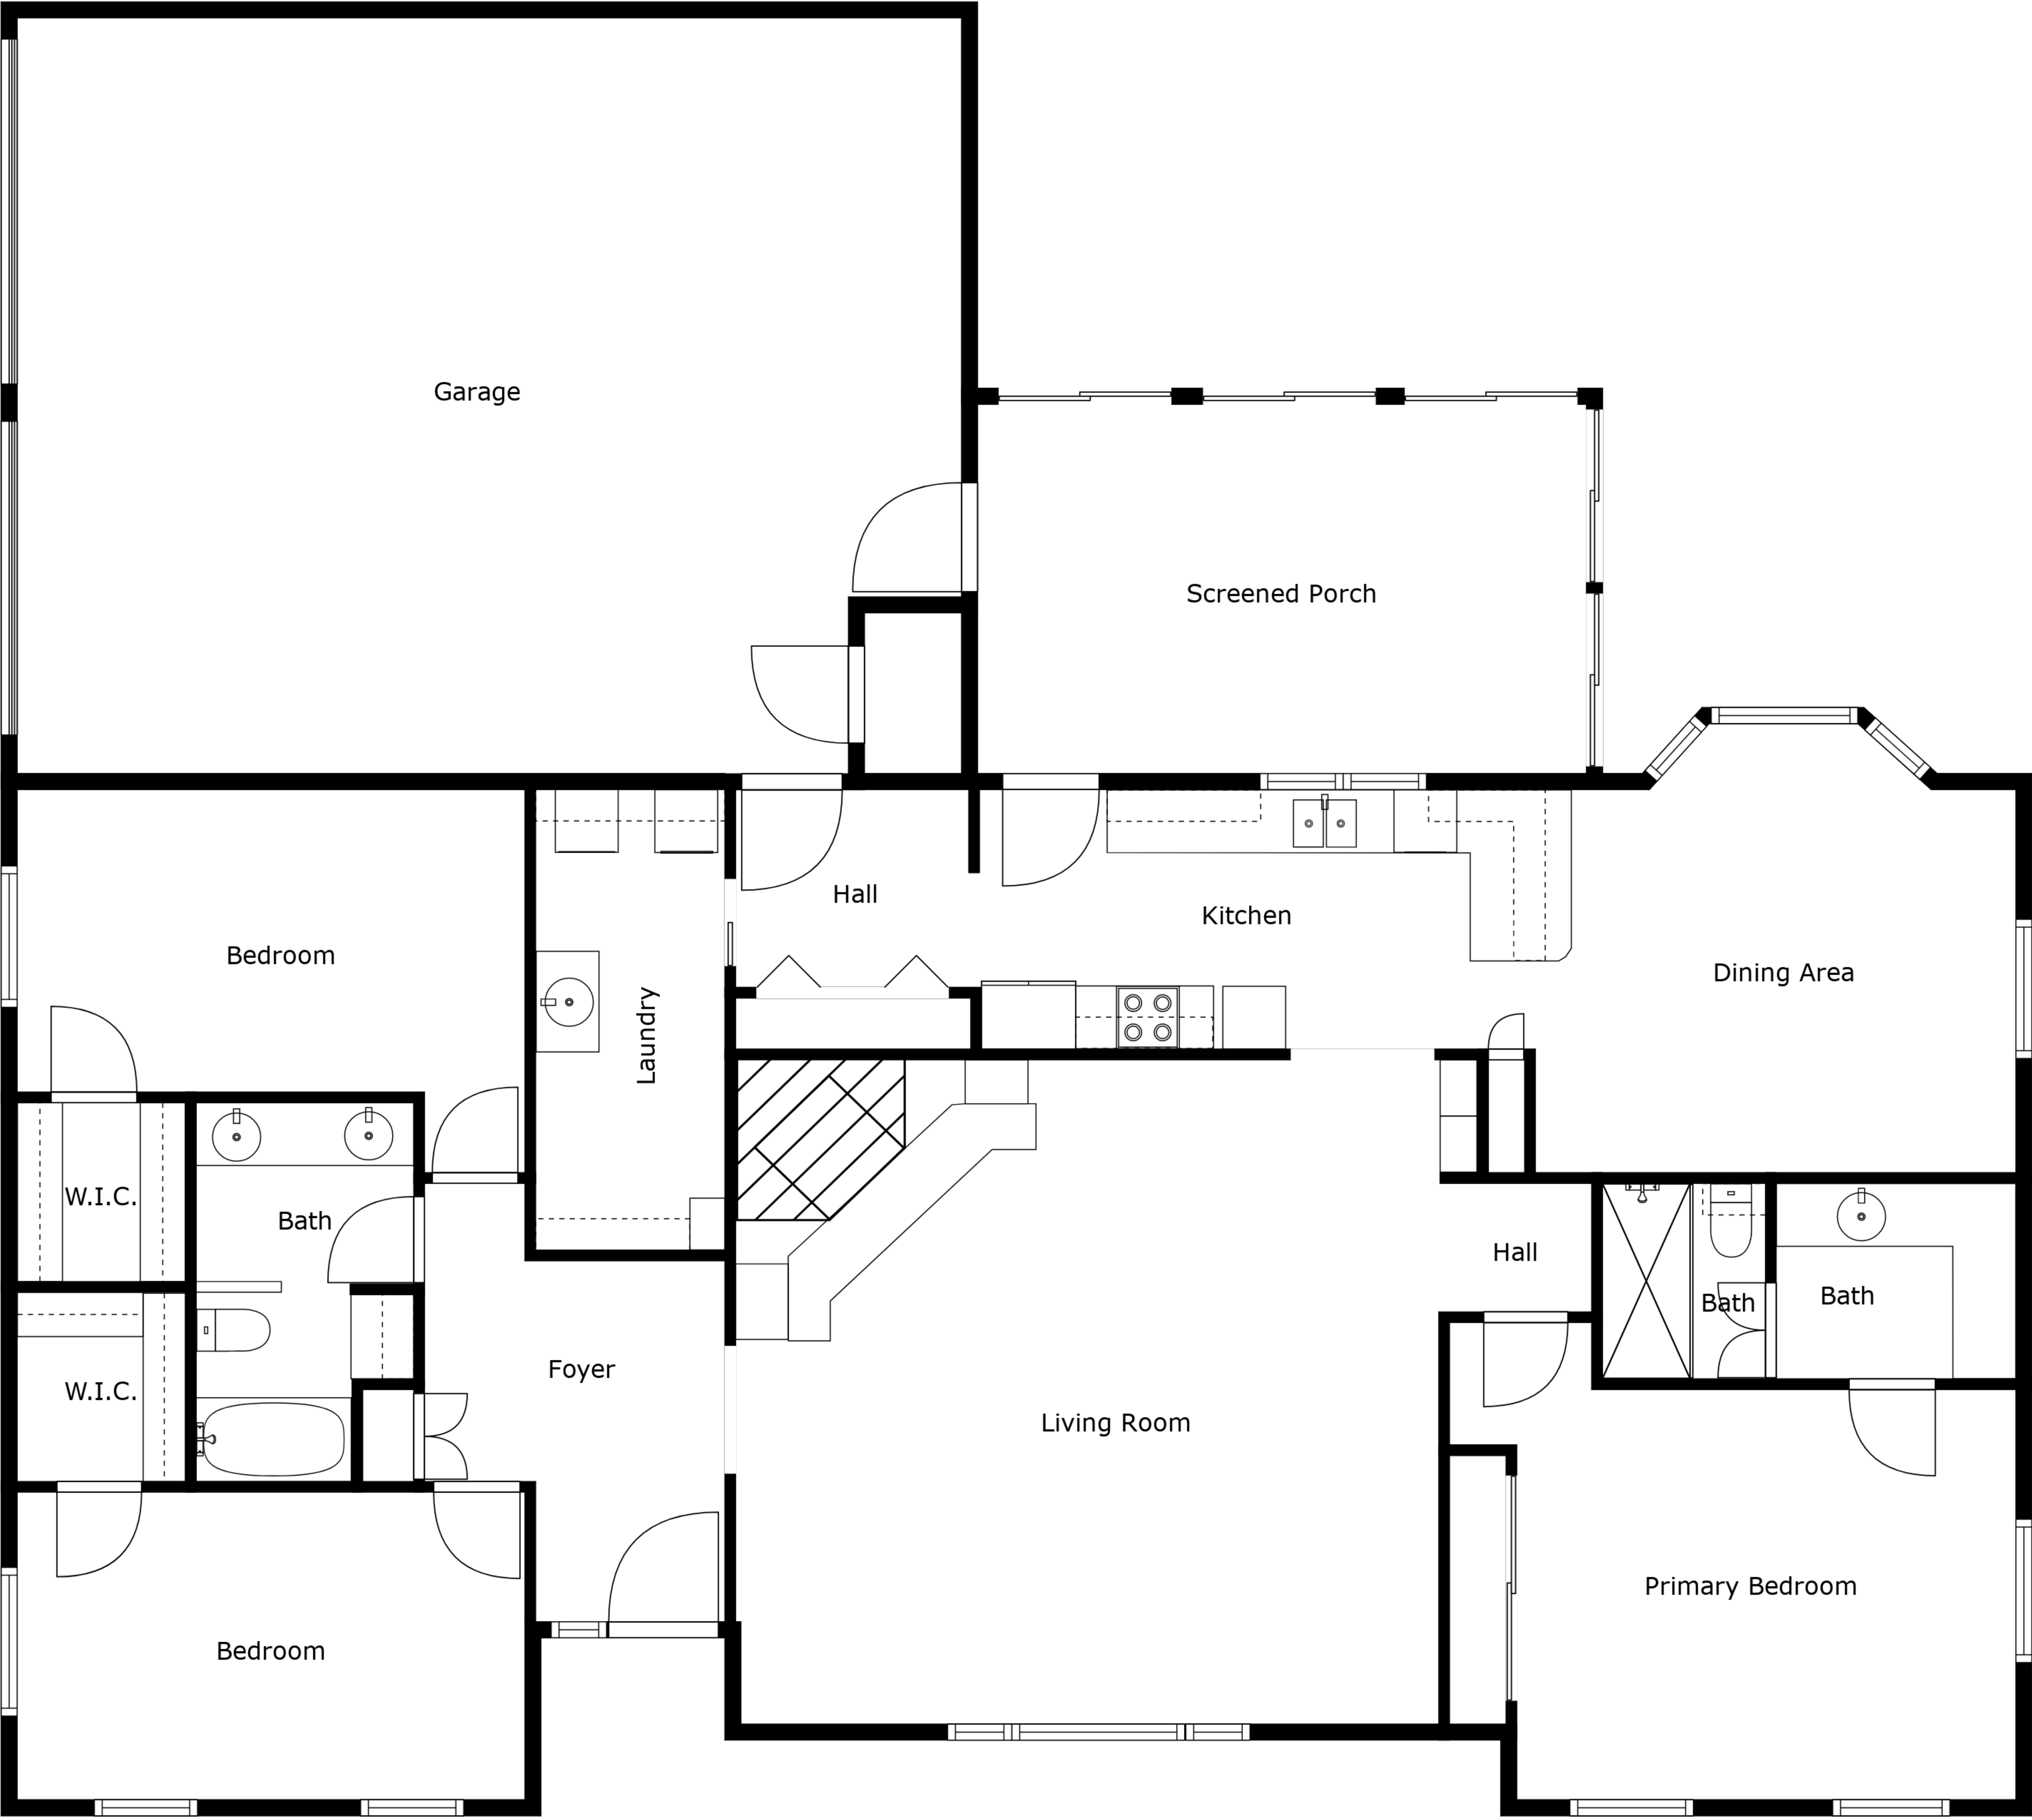 Garage
Screened Porch
Hall
Kitchen
Bedroom
Dining Area
Laundry
W.I.C.
Bath
Hall
Bath
Bath
Foyer
W.I.C.
Living Room
Primary Bedroom
Bedroom